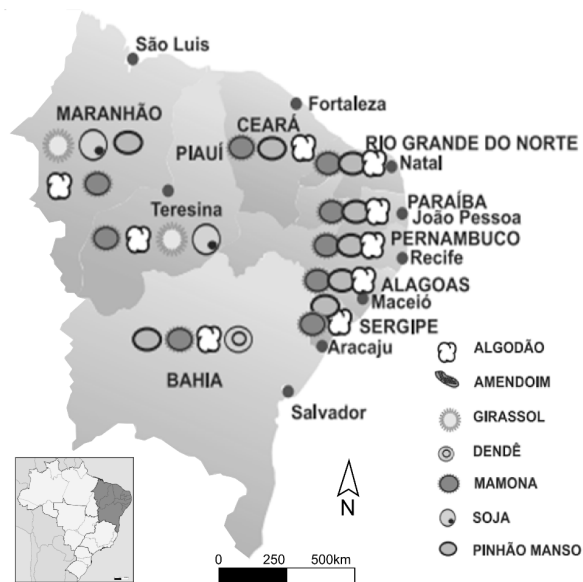 São Luis
Fortaleza
MARANHÃO
CEARÁ
PIAUÍ
RIO GRANDE DO NORTE
Natal
Teresina
PARAÍBA
João Pessoa
PERNAMBUCO
Recife
ALAGOAS
Maceió
SERGIPE
Aracaju
BAHIA
Salvador
ALGODÃO
AMENDOIM
GIRASSOL
DENDÊ
MAMONA
SOJA
PINHÃO MANSO
N
0 250 500km